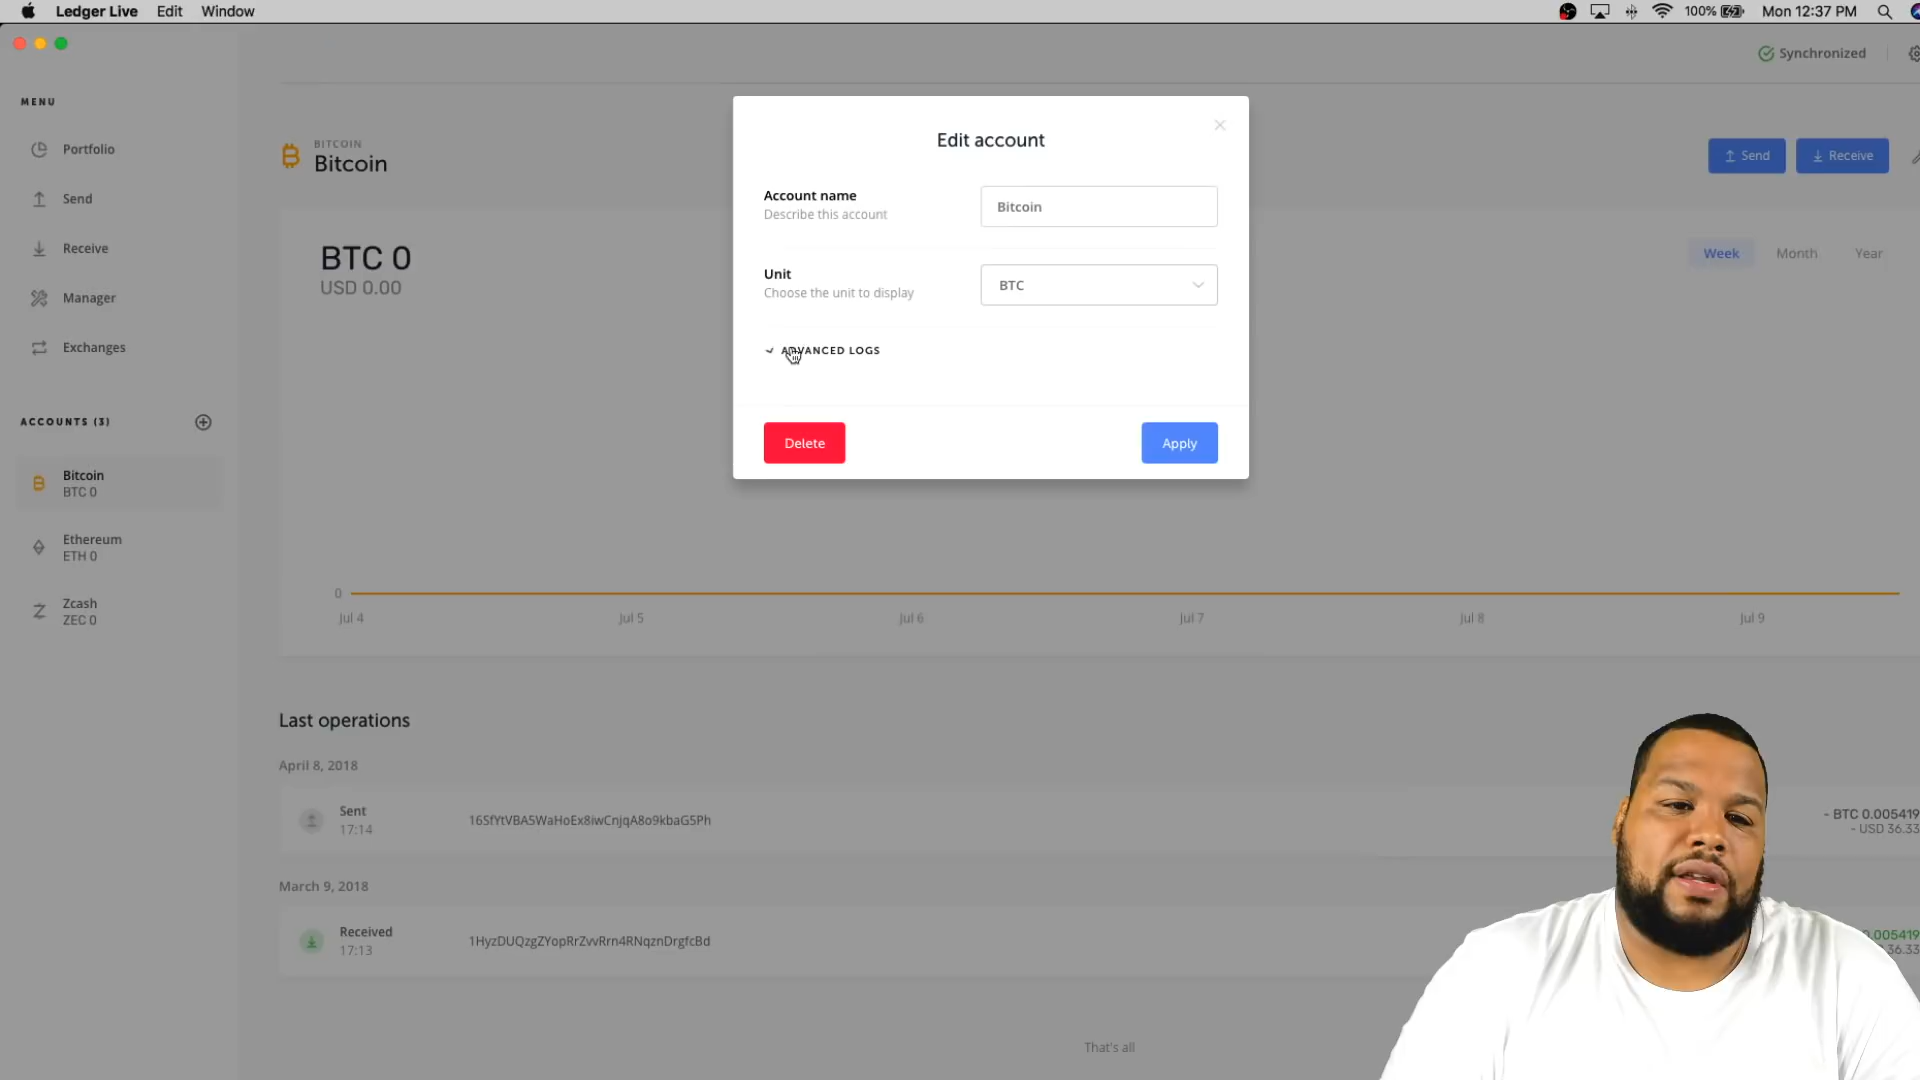 Ledger Live Edit Window
100% Mon 12:37 PM
Synchronized
MENU
Portfolio
Send
Receive
Manager
Exchanges
ACCOUNTS (3)
Bitcoin
BTC 0
Ethereum
ETH 0
Zcash
ZEC 0
BITCOIN
Bitcoin
Send
Receive
BTC 0
USD 0.00
Week Month Year
Edit account
Account name
Describe this account
Bitcoin
Unit
Choose the unit to display
BTC
ADVANCED LOGS
Delete
Apply
0
Jul 4 Jul 5 Jul 6 Jul 7 Jul 8 Jul 9
Last operations
April 8, 2018
Sent
17:14
16SfYtVBA5WaHoEx8iwCnjqA8o9kbaG5Ph
- BTC 0.005419
- USD 36.33
March 9, 2018
Received
17:13
1HyzDUQzgZYopRrZvvRrn4RNqznDrgfcBd
0.005419
36.33
That's all